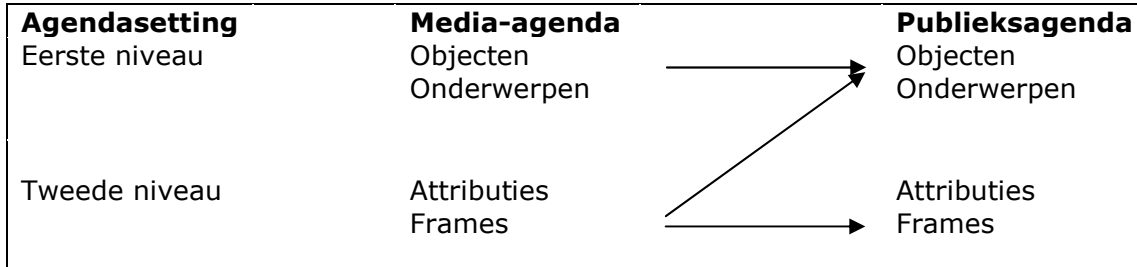 Agendasetting Media-agenda Publieksagenda
Eerste niveau Objecten Objecten
Onderwerpen Onderwerpen
Tweede niveau Attributies Attributies
Frames Frames